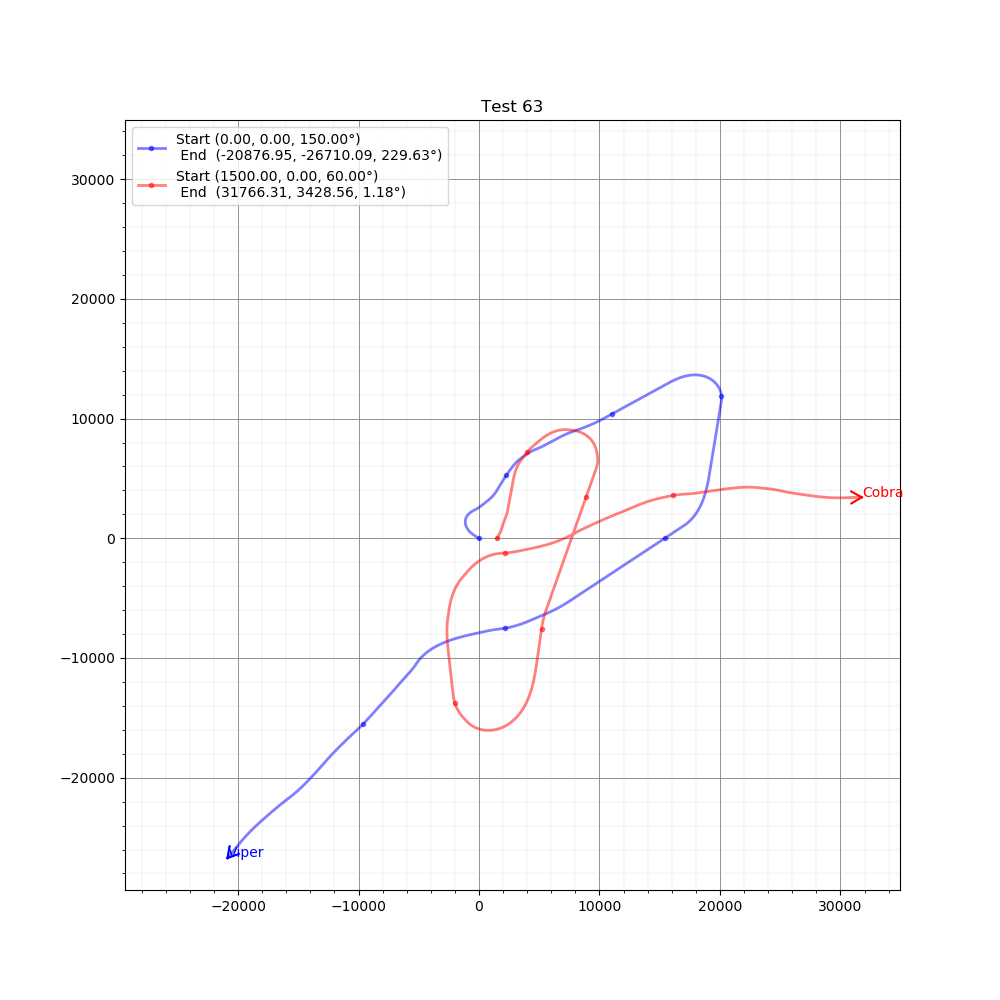 Test 63
Start (0.00, 0.00, 150.00°)
End (-20876.95, -26710.09, 229.63°)
Start (1500.00, 0.00, 60.00°)
End (31766.31, 3428.56, 1.18°)
30000
20000
10000
0
−10000
−20000
Cobra
Viper
−20000
−10000
0
10000
20000
30000